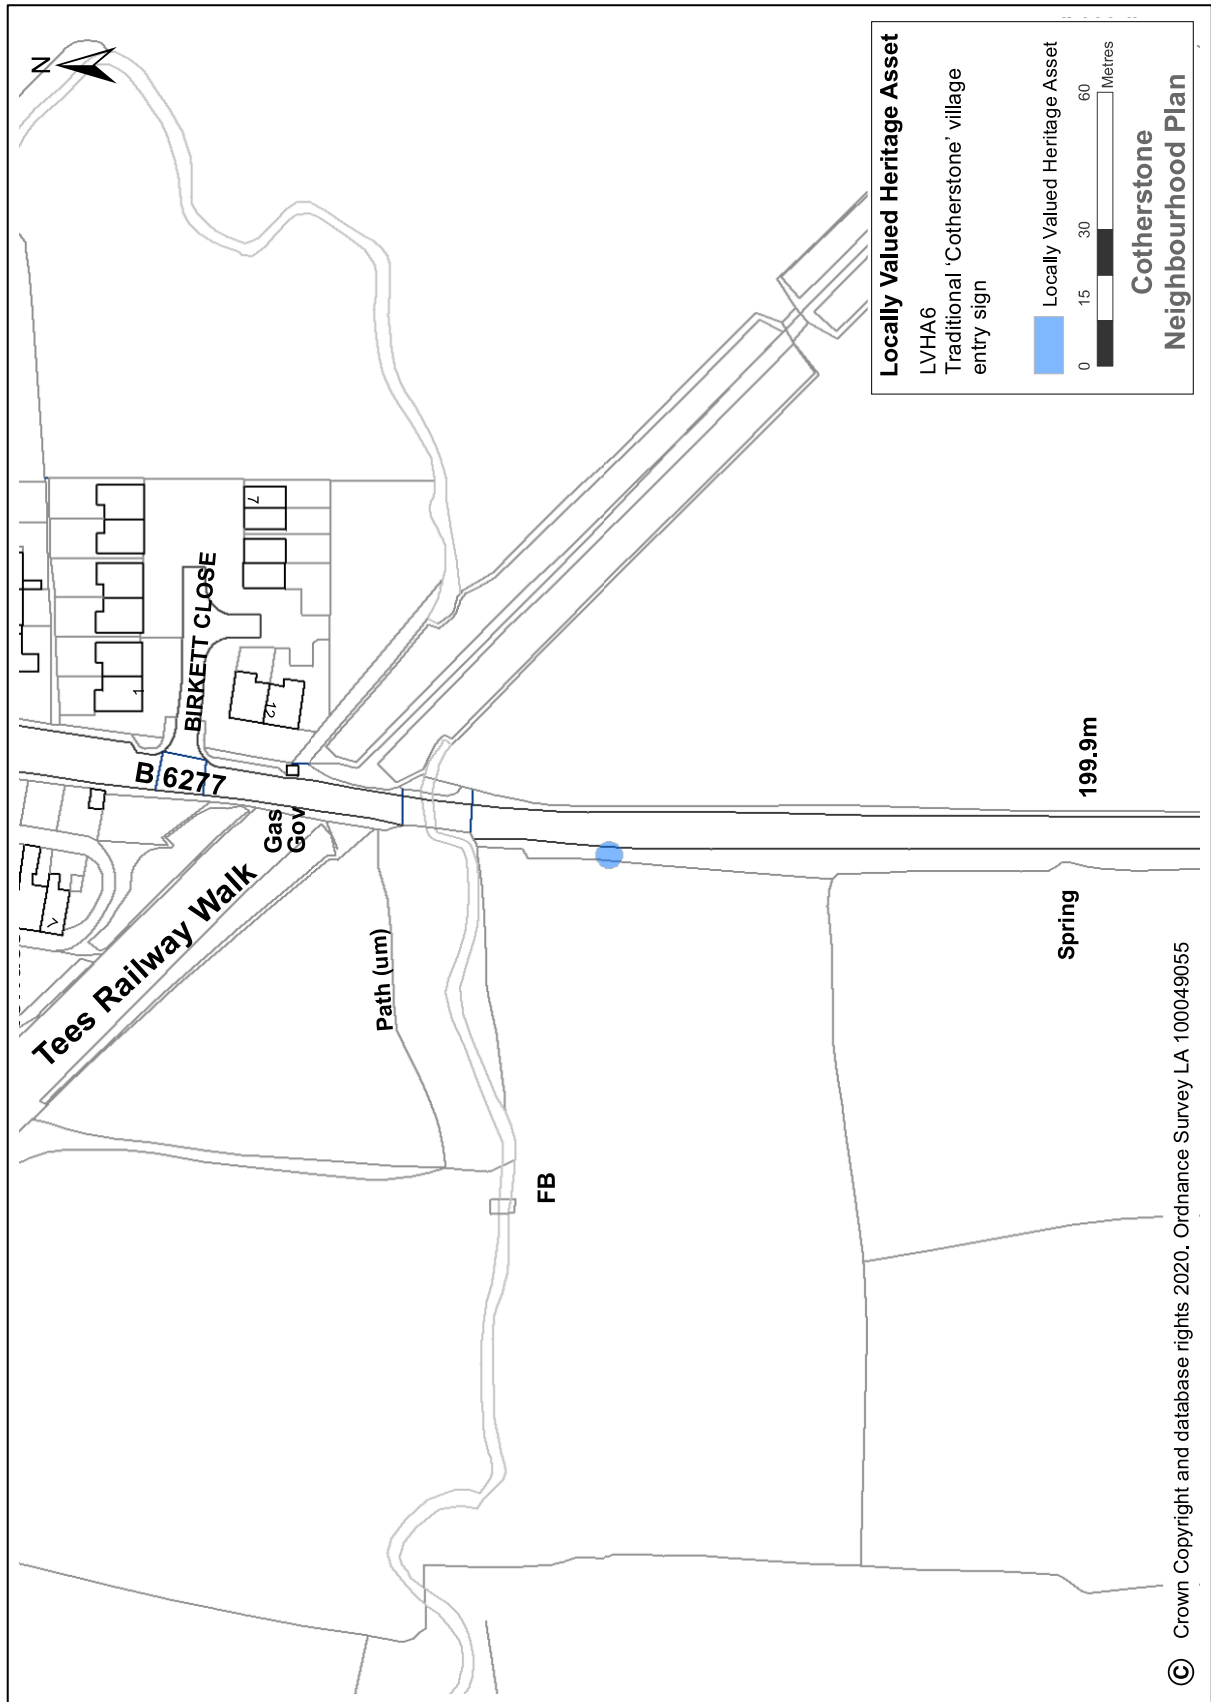 N
B 6277
BIRKETT CLOSE
1
7
12
Gas
Gov
Tees Railway Walk
Path (um)
FB
199.9m
Spring
Locally Valued Heritage Asset
LVHA6
Traditional ‘Cotherstone’ village
entry sign
Locally Valued Heritage Asset
0 15 30 60
Metres
Cotherstone
Neighbourhood Plan
© Crown Copyright and database rights 2020. Ordnance Survey LA 100049055